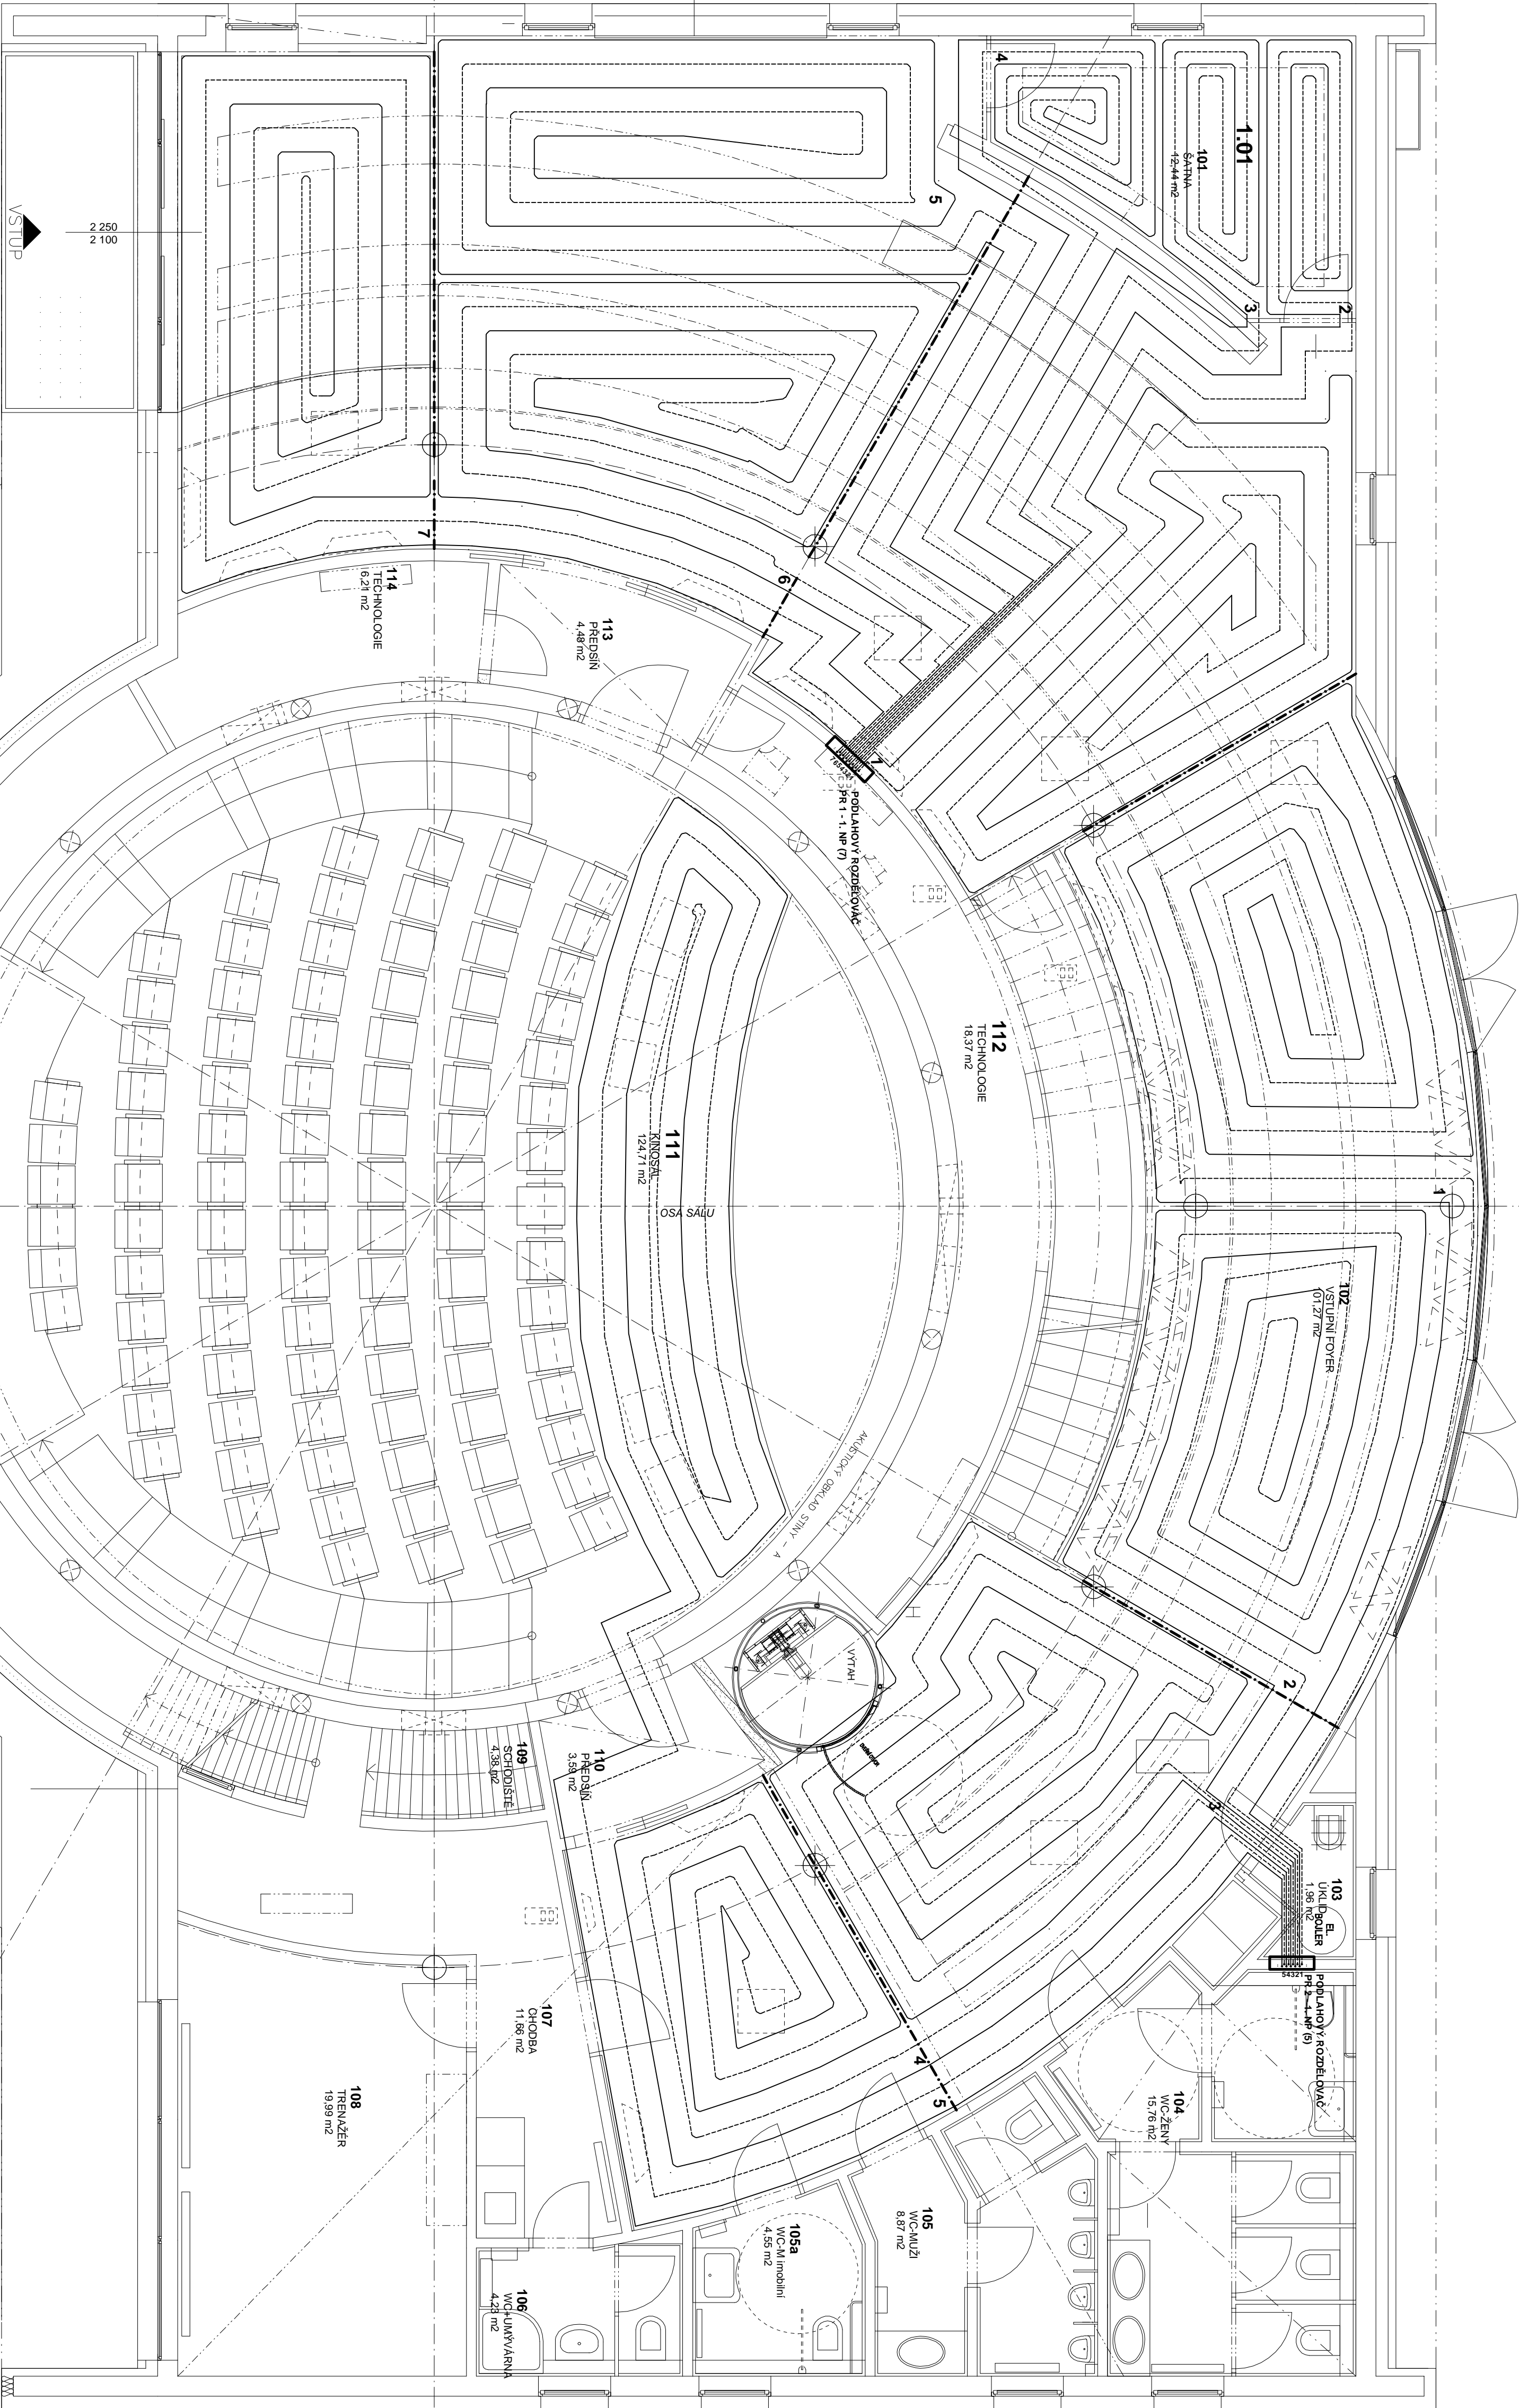 4
1.01
101
ŠATNA
12,44 m2
5
3
2
VSTUP
2 250
2 100
7
6
114
TECHNOLOGIE
6,21 m2
113
PŘEDSÍŇ
4,48 m2
7
7654321
PODLAHOVÝ ROZDĚLOVAČ
PR 1 - 1. NP (7)
112
TECHNOLOGIE
18,37 m2
111
KINOSÁL
124,71 m2
OSA SÁLU
1
102
VSTUPNÍ FOYER
101,27 m2
AKUSTICKÝ OBKLAD STĚNY - A
VÝTAH
2
3
109
SCHODIŠTĚ
4,38 m2
110
PŘEDSÍŇ
3,59 m2
103
ÚKLID
1,96 m2
EL.
BOJLER
54321
PODLAHOVÝ ROZDĚLOVAČ
PR 2 - 1. NP (5)
107
CHODBA
11,66 m2
4
5
108
TRENAŽÉR
19,99 m2
104
WC-ŽENY
15,76 m2
105
WC-MUŽI
8,87 m2
105a
WC-M imobilní
4,55 m2
106
WC+UMÝVÁRNA
4,23 m2